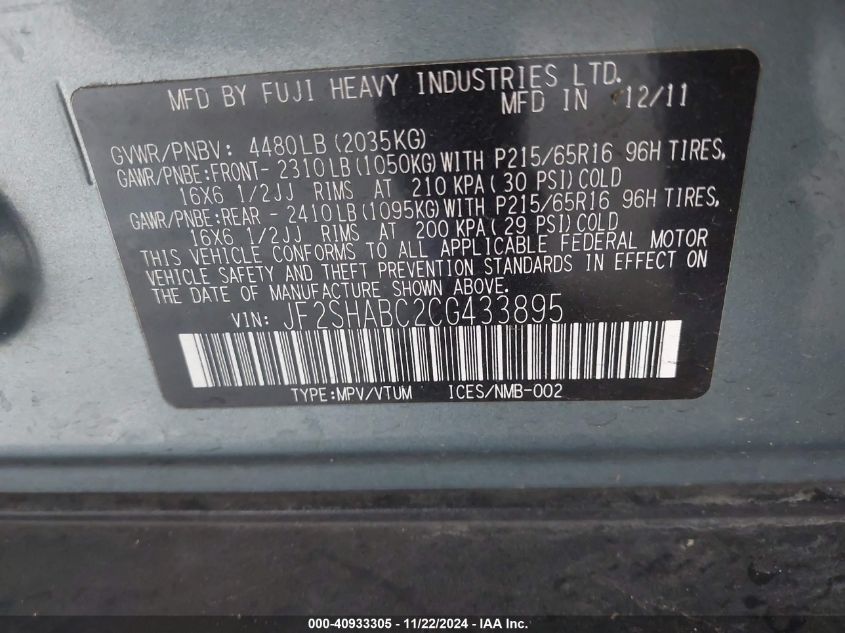 MFD BY FUJI HEAVY INDUSTRIES LTD.
MFD IN 12/11
GVWR/PNBV: 4480LB (2035KG)
GAWR/PNBE:FRONT- 2310LB(1050KG)WITH P215/65R16 96H TIRES,
16X6 1/2JJ RIMS AT 210 KPA( 30 PSI)COLD
GAWR/PNBE:REAR - 2410LB(1095KG)WITH P215/65R16 96H TIRES,
16X6 1/2JJ RIMS AT 200 KPA(29 PSI)COLD
THIS VEHICLE CONFORMS TO ALL APPLICABLE FEDERAL MOTOR
VEHICLE SAFETY AND THEFT PREVENTION STANDARDS IN EFFECT ON
THE DATE OF MANUFACTURE SHOWN ABOVE.
VIN: JF2SHABC2CG433895
TYPE:MPV/VTUM ICES/NMB-002
000-40933305 - 11/22/2024 - IAA Inc.